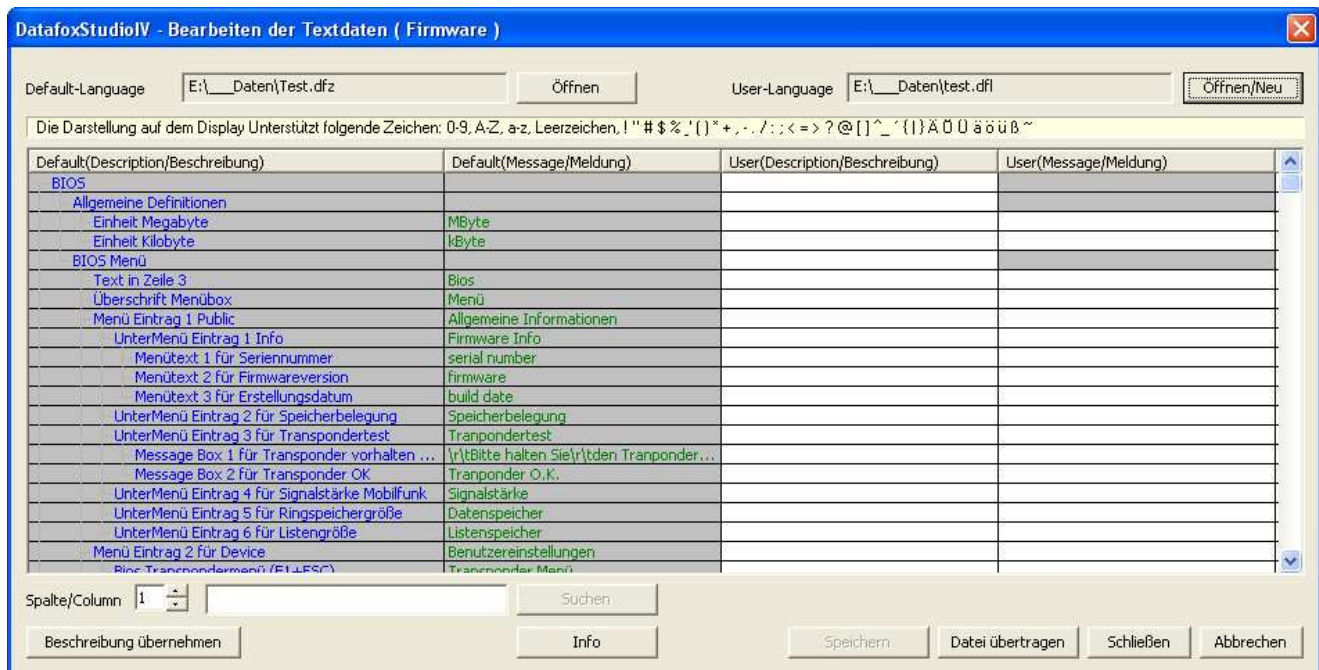 DatafoxStudioIV - Bearbeiten der Textdaten ( Firmware )
Default-Language E:\___Daten\Test.dfz Öffnen User-Language E:\___Daten\test.dfl Öffnen/Neu
Die Darstellung auf dem Display Unterstützt folgende Zeichen: 0-9, A-Z, a-z, Leerzeichen, ! " # $ % ,'( ) * + , - . / : ; < = > ? @ [ ] ^ _ ´ { | } Ä Ö Ü ä ö ü ß ~
Default(Description/Beschreibung) Default(Message/Meldung) User(Description/Beschreibung) User(Message/Meldung)
BIOS
Allgemeine Definitionen
Einheit Megabyte MByte
Einheit Kilobyte kByte
BIOS Menü
Text in Zeile 3 Bios
Überschrift Menübox Menü
Menü Eintrag 1 Public Allgemeine Informationen
UnterMenü Eintrag 1 Info Firmware Info
Menütext 1 für Seriennummer serial number
Menütext 2 für Firmwareversion firmware
Menütext 3 für Erstellungsdatum build date
UnterMenü Eintrag 2 für Speicherbelegung Speicherbelegung
UnterMenü Eintrag 3 für Transpondertest Tranpondertest
Message Box 1 für Transponder vorhalten ... \r\tBitte halten Sie\r\tden Tranponder...
Message Box 2 für Transponder OK Tranponder O.K.
UnterMenü Eintrag 4 für Signalstärke Mobilfunk Signalstärke
UnterMenü Eintrag 5 für Ringspeichergröße Datenspeicher
UnterMenü Eintrag 6 für Listengröße Listenspeicher
Menü Eintrag 2 für Device Benutzereinstellungen
Bios Transpondermenü (F1+ESC) Transponder Menü
Spalte/Column 1 Suchen
Beschreibung übernehmen Info Speichern Datei übertragen Schließen Abbrechen